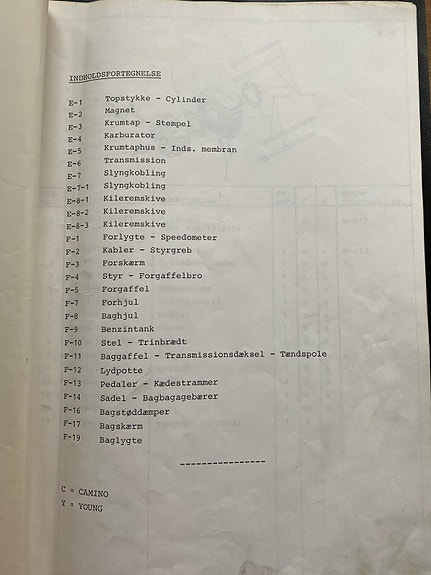 INDHOLDSFORTEGNELSE
E-1 Topstykke - Cylinder
E-2 Magnet
E-3 Krumtap - Stempel
E-4 Karburator
E-5 Krumtaphus - Inds. membran
E-6 Transmission
E-7 Slyngkobling
E-7-1 Slyngkobling
E-8-1 Kileremskive
E-8-2 Kileremskive
E-8-3 Kileremskive
F-1 Forlygte - Speedometer
F-2 Kabler - Styrgreb
F-3 Forskærm
F-4 Styr - Forgaffelbro
F-5 Forgaffel
F-7 Forhjul
F-8 Baghjul
F-9 Benzintank
F-10 Stel - Trinbrædt
F-11 Baggaffel - Transmissionsdæksel - Tændspole
F-12 Lydpotte
F-13 Pedaler - Kædestrammer
F-14 Sadel - Bagbagagebærer
F-16 Bagstøddæmper
F-17 Bagskærm
F-19 Baglygte
-----------------
C = CAMINO
Y = YOUNG